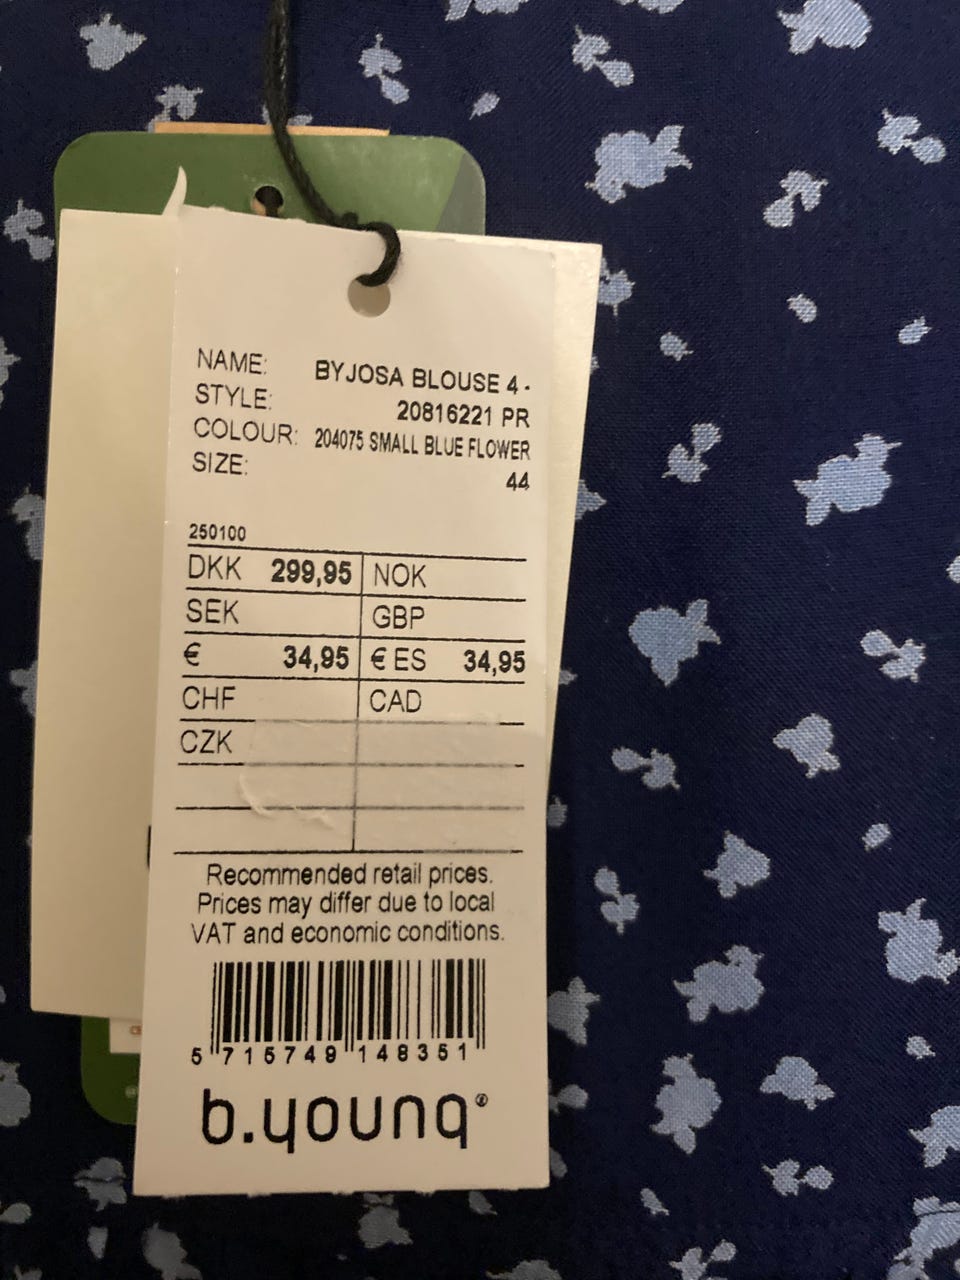 NAME: BYJOSA BLOUSE 4 -
STYLE: 20816221 PR
COLOUR: 204075 SMALL BLUE FLOWER
SIZE: 44
250100
DKK 299,95 NOK
SEK GBP
€ 34,95 € ES 34,95
CHF CAD
CZK
Recommended retail prices.
Prices may differ due to local
VAT and economic conditions.
5 715749 148351
b.young®